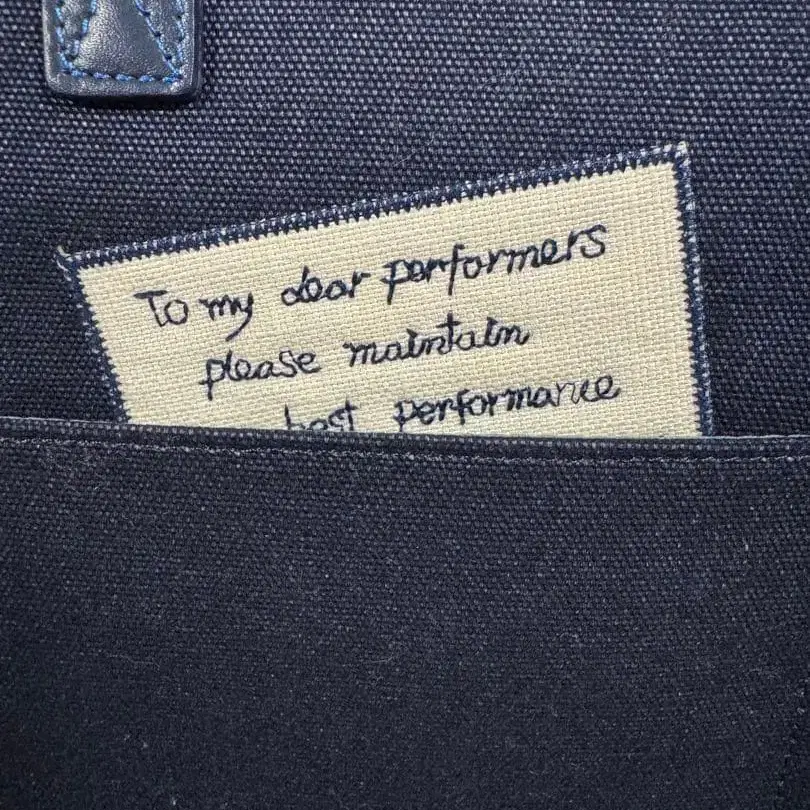 To my dear performers
please maintain
best performance